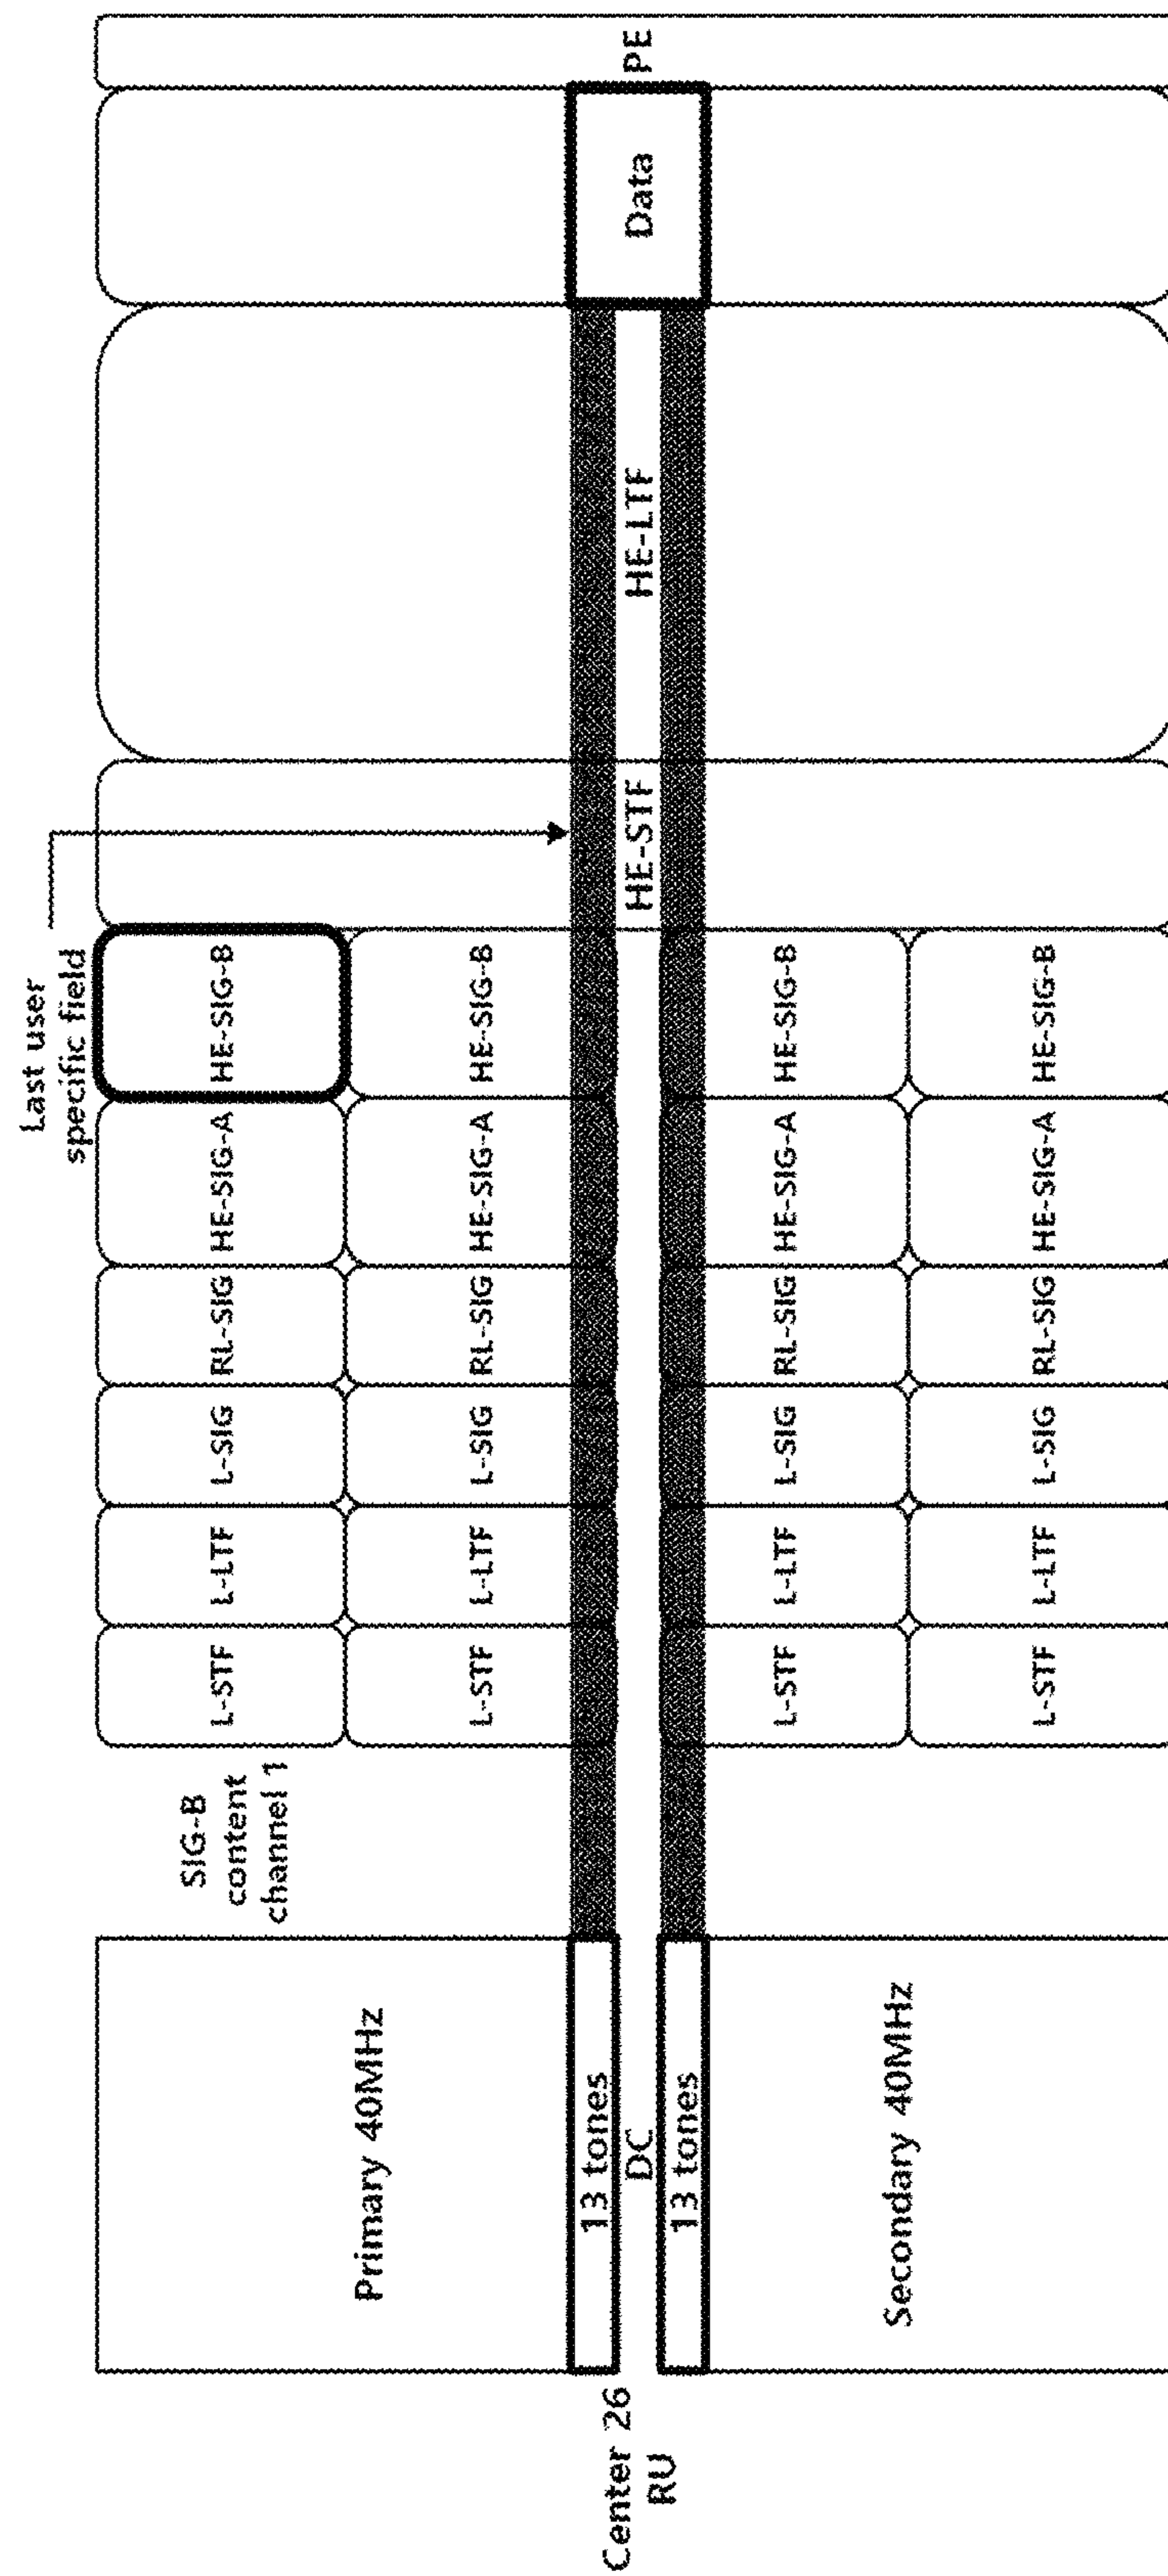 Last user
specific field
SIG-B
content
channel 1
L-STF
L-LTF
L-SIG
RL-SIG
HE-SIG-A
HE-SIG-B
Primary 40MHz
L-STF
L-LTF
L-SIG
RL-SIG
HE-SIG-A
HE-SIG-B
Center 26
RU
13 tones
DC
13 tones
HE-STF
HE-LTF
Data
PE
L-STF
L-LTF
L-SIG
RL-SIG
HE-SIG-A
HE-SIG-B
Secondary 40MHz
L-STF
L-LTF
L-SIG
RL-SIG
HE-SIG-A
HE-SIG-B